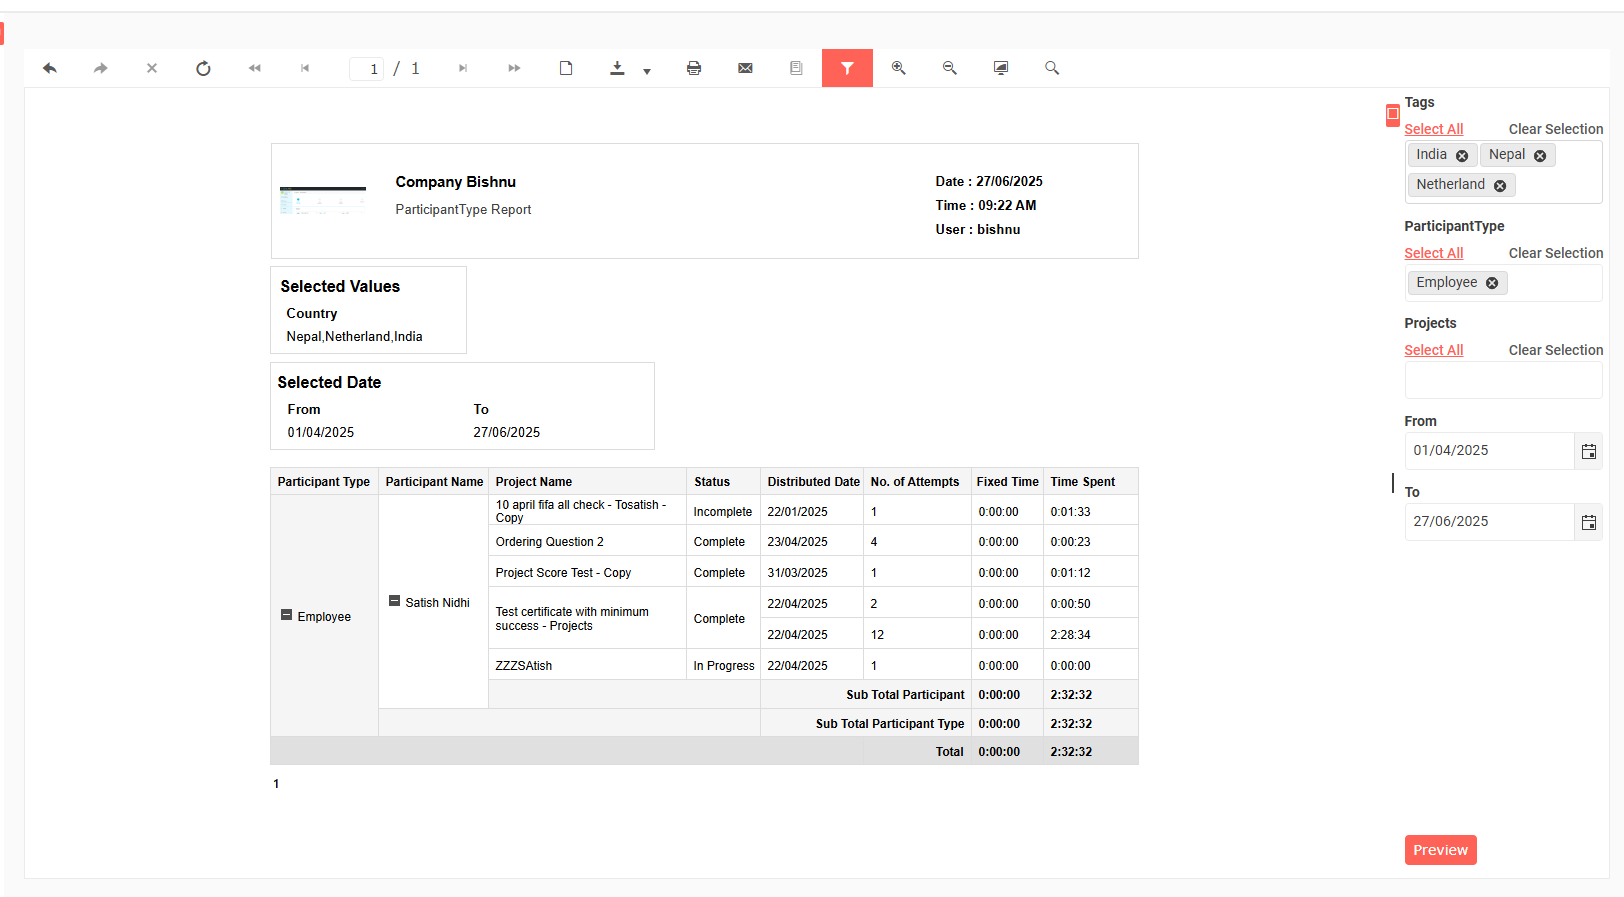 1 / 1
Company Bishnu
ParticipantType Report
Date : 27/06/2025
Time : 09:22 AM
User : bishnu
Selected Values
Country
Nepal,Netherland,India
Selected Date
From To
01/04/2025 27/06/2025
Participant Type Participant Name Project Name Status Distributed Date No. of Attempts Fixed Time Time Spent
10 april fifa all check - Tosatish -
Copy
Incomplete 22/01/2025 1 0:00:00 0:01:33
Ordering Question 2 Complete 23/04/2025 4 0:00:00 0:00:23
Project Score Test - Copy Complete 31/03/2025 1 0:00:00 0:01:12
Employee
Satish Nidhi
Test certificate with minimum
success - Projects
Complete
22/04/2025 2 0:00:00 0:00:50
22/04/2025 12 0:00:00 2:28:34
ZZZSAtish In Progress 22/04/2025 1 0:00:00 0:00:00
Sub Total Participant 0:00:00 2:32:32
Sub Total Participant Type 0:00:00 2:32:32
Total 0:00:00 2:32:32
1
Tags
Select All Clear Selection
India Nepal
Netherland
ParticipantType
Select All Clear Selection
Employee
Projects
Select All Clear Selection
From
01/04/2025
To
27/06/2025
Preview